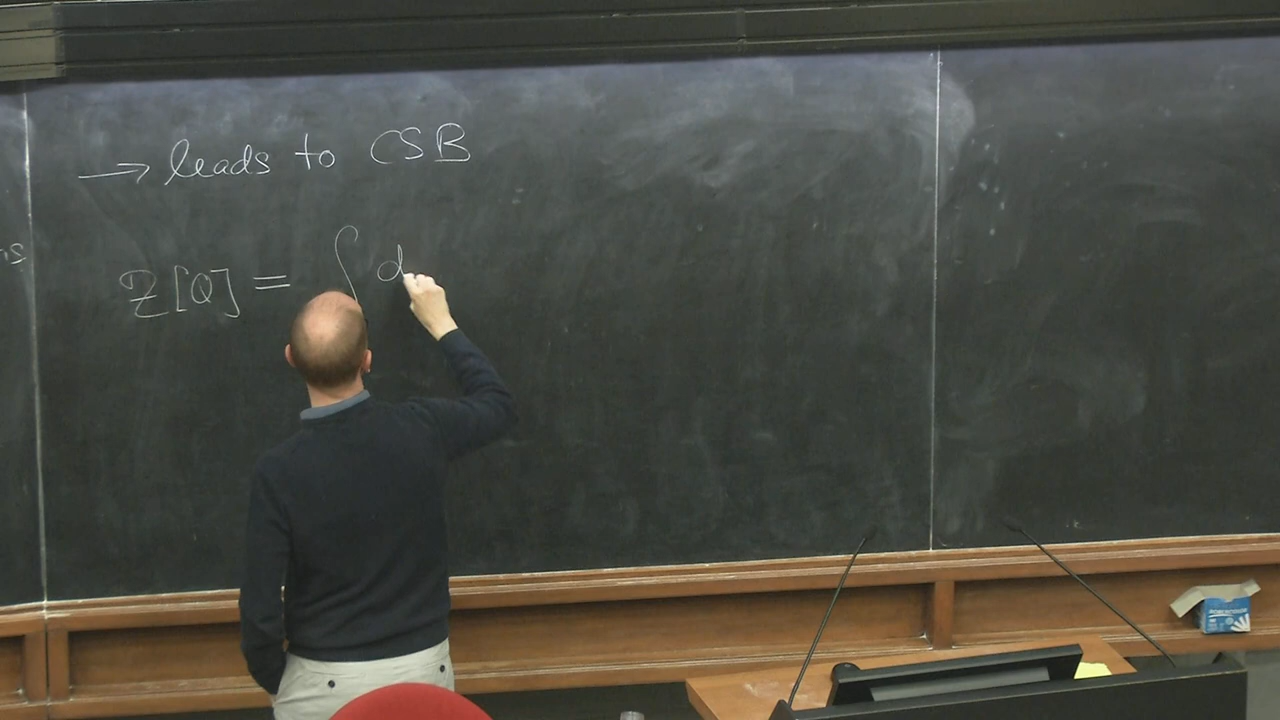 → leads to CSB
Z[Q] = ∫ d